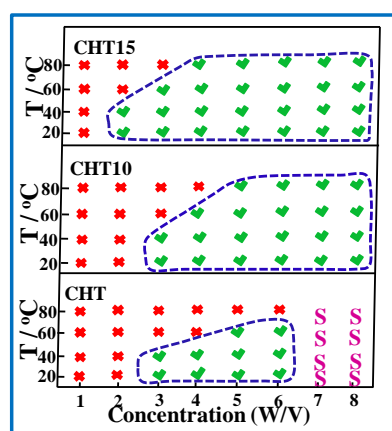 CHT15
80
60
40
20
T / °C
CHT10
80
60
40
20
T / °C
CHT
80 S S
60 S S
40 S S
20 S S
T / °C
1 2 3 4 5 6 7 8
Concentration (W/V)